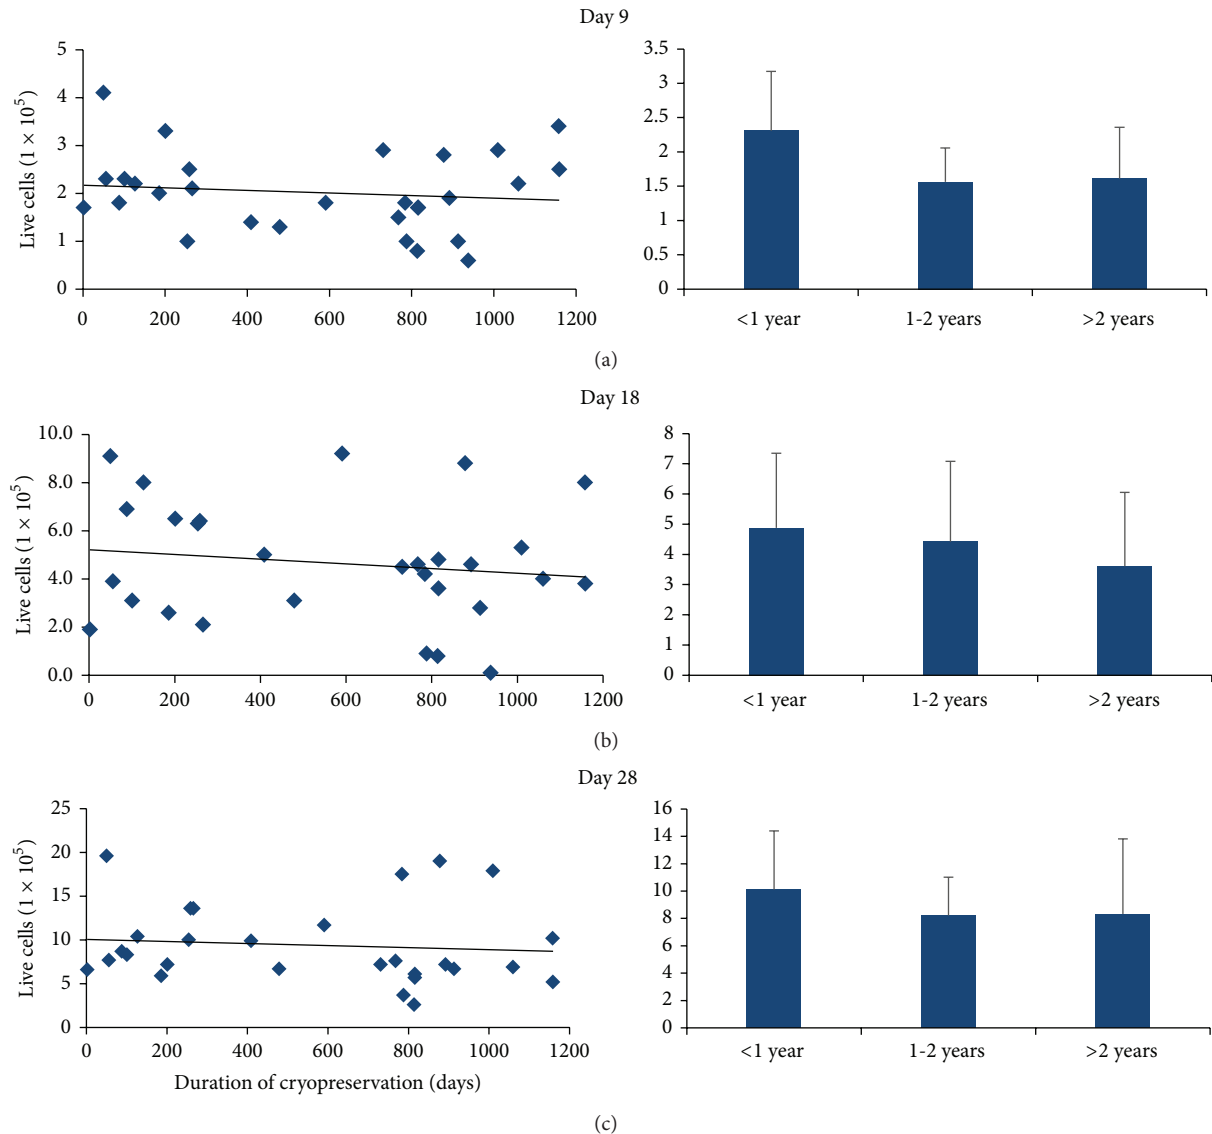 Day 9
Live cells (1 × 10^5)
5
4
3
2
1
0
0 200 400 600 800 1000 1200
3.5
3
2.5
2
1.5
1
0.5
0
<1 year 1-2 years >2 years
(a)
Day 18
Live cells (1 × 10^5)
10.0
8.0
6.0
4.0
2.0
0.0
0 200 400 600 800 1000 1200
8
7
6
5
4
3
2
1
0
<1 year 1-2 years >2 years
(b)
Day 28
Live cells (1 × 10^5)
25
20
15
10
5
0
0 200 400 600 800 1000 1200
Duration of cryopreservation (days)
16
14
12
10
8
6
4
2
0
<1 year 1-2 years >2 years
(c)